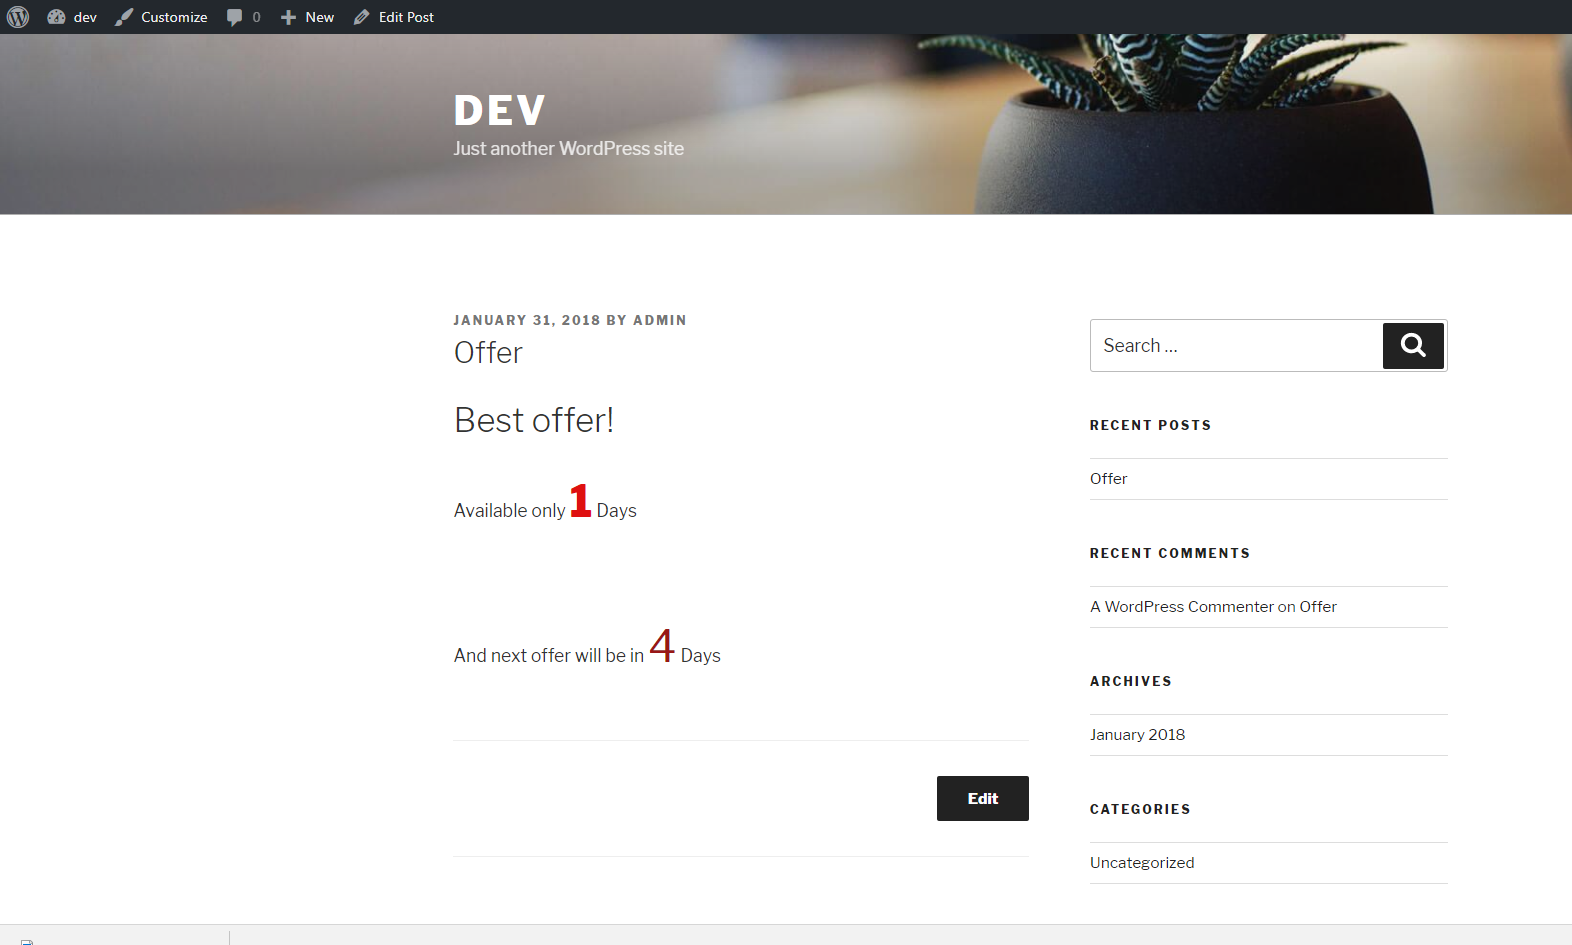 dev Customize 0 New Edit Post
DEV
Just another WordPress site
JANUARY 31, 2018 BY ADMIN
Offer
Best offer!
Available only 1 Days
And next offer will be in 4 Days
Edit
Search …
RECENT POSTS
Offer
RECENT COMMENTS
A WordPress Commenter on Offer
ARCHIVES
January 2018
CATEGORIES
Uncategorized